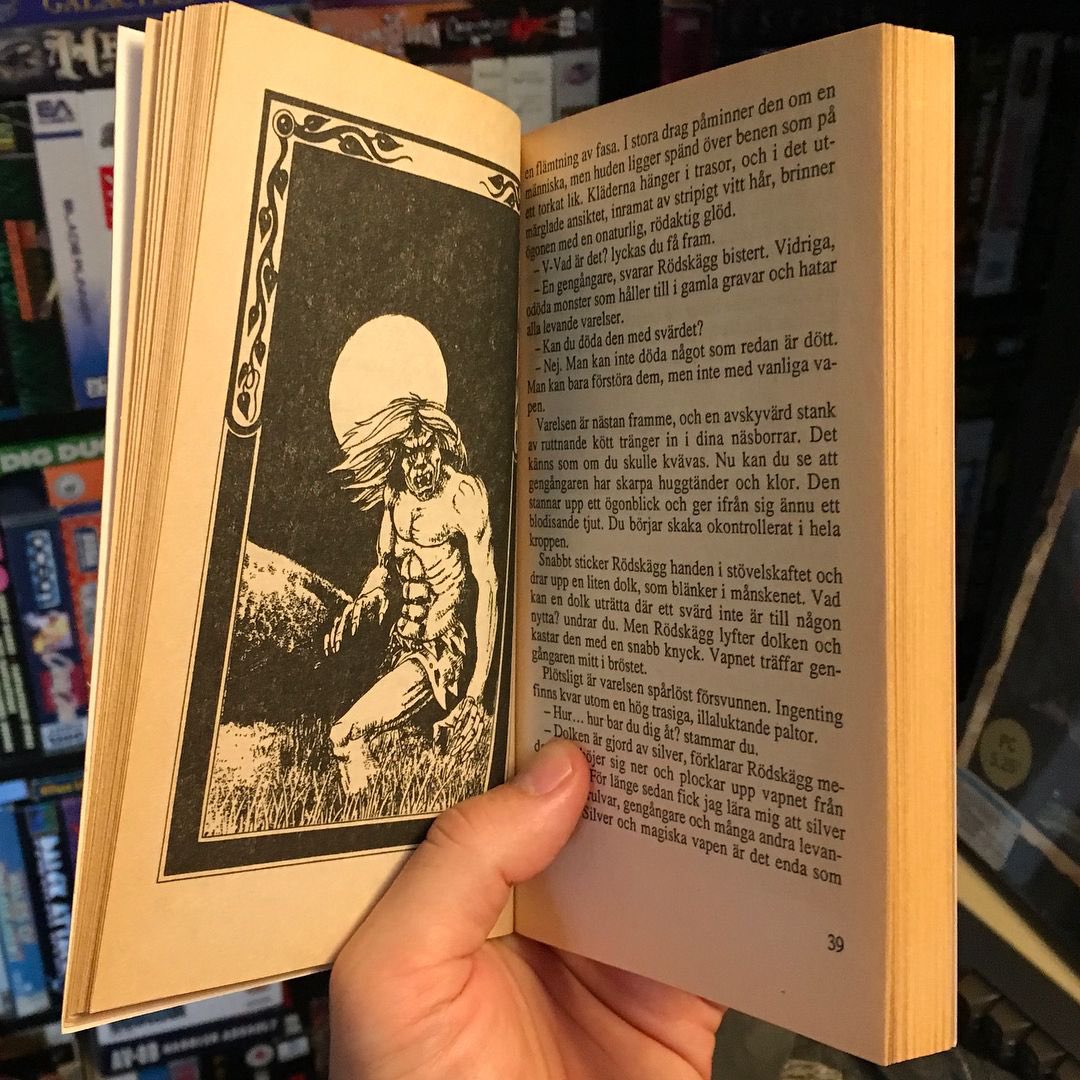 GALACTI
EA
BLADE RUNNER
DIG DU
en flämtning av fasa. I stora drag påminner den om en
människa, men huden ligger spänd över benen som på
ett torkat lik. Kläderna hänger i trasor, och i det ut-
märglade ansiktet, inramat av stripigt vitt hår, brinner
ögonen med en onaturlig, rödaktig glöd.
– V-Vad är det? lyckas du få fram.
– En gengångare, svarar Rödskägg bistert. Vidriga,
odöda monster som håller till i gamla gravar och hatar
alla levande varelser.
– Kan du döda den med svärdet?
– Nej. Man kan inte döda något som redan är dött.
Man kan bara förstöra dem, men inte med vanliga va-
pen.
Varelsen är nästan framme, och en avskyvärd stank
av ruttnande kött tränger in i dina näsborrar. Det
känns som om du skulle kvävas. Nu kan du se att
gengångaren har skarpa huggtänder och klor. Den
stannar upp ett ögonblick och ger ifrån sig ännu ett
blodisande tjut. Du börjar skaka okontrollerat i hela
kroppen.
Snabbt sticker Rödskägg handen i stövelskaftet och
drar upp en liten dolk, som blänker i månskenet. Vad
kan en dolk uträtta där ett svärd inte är till någon
nytta? undrar du. Men Rödskägg lyfter dolken och
kastar den med en snabb knyck. Vapnet träffar gen-
gångaren mitt i bröstet.
Plötsligt är varelsen spårlöst försvunnen. Ingenting
finns kvar utom en hög trasiga, illaluktande paltor.
– Hur... hur bar du dig åt? stammar du.
– Dolken är gjord av silver, förklarar Rödskägg me-
böjer sig ner och plockar upp vapnet från
För länge sedan fick jag lära mig att silver
rulvar, gengångare och många andra levan-
Silver och magiska vapen är det enda som
39
PC